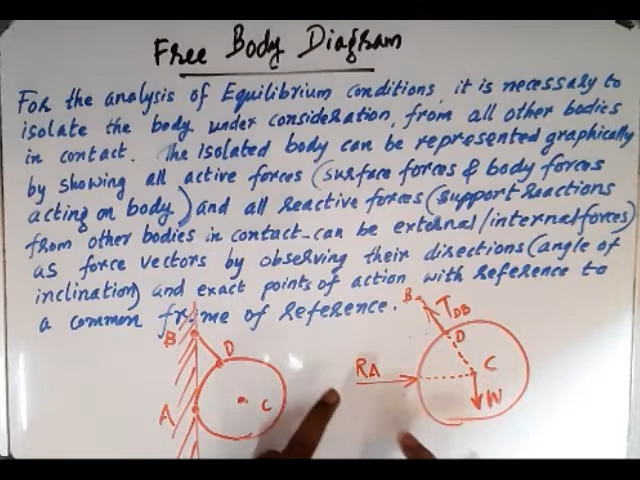 Free Body Diagram
For the analysis of Equilibrium conditions, it is necessary to
isolate the body under consideration, from all other bodies
in contact. The isolated body can be represented graphically
by showing all active forces (surface forces & body forces
acting on body) and all reactive forces (support reactions
from other bodies in contact - can be external/internal forces)
as force vectors by observing their directions (angle of
inclination) and exact points of action with reference to
a common frame of reference.
B D
A C
B T_DB
D
RA C
W